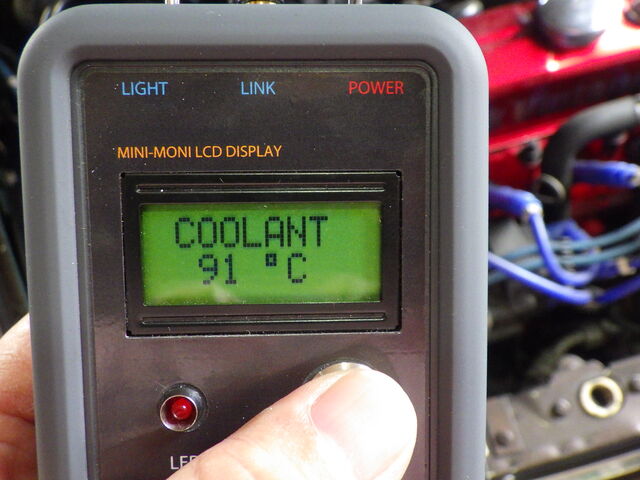 LIGHT LINK POWER
MINI-MONI LCD DISPLAY
COOLANT
91 °C